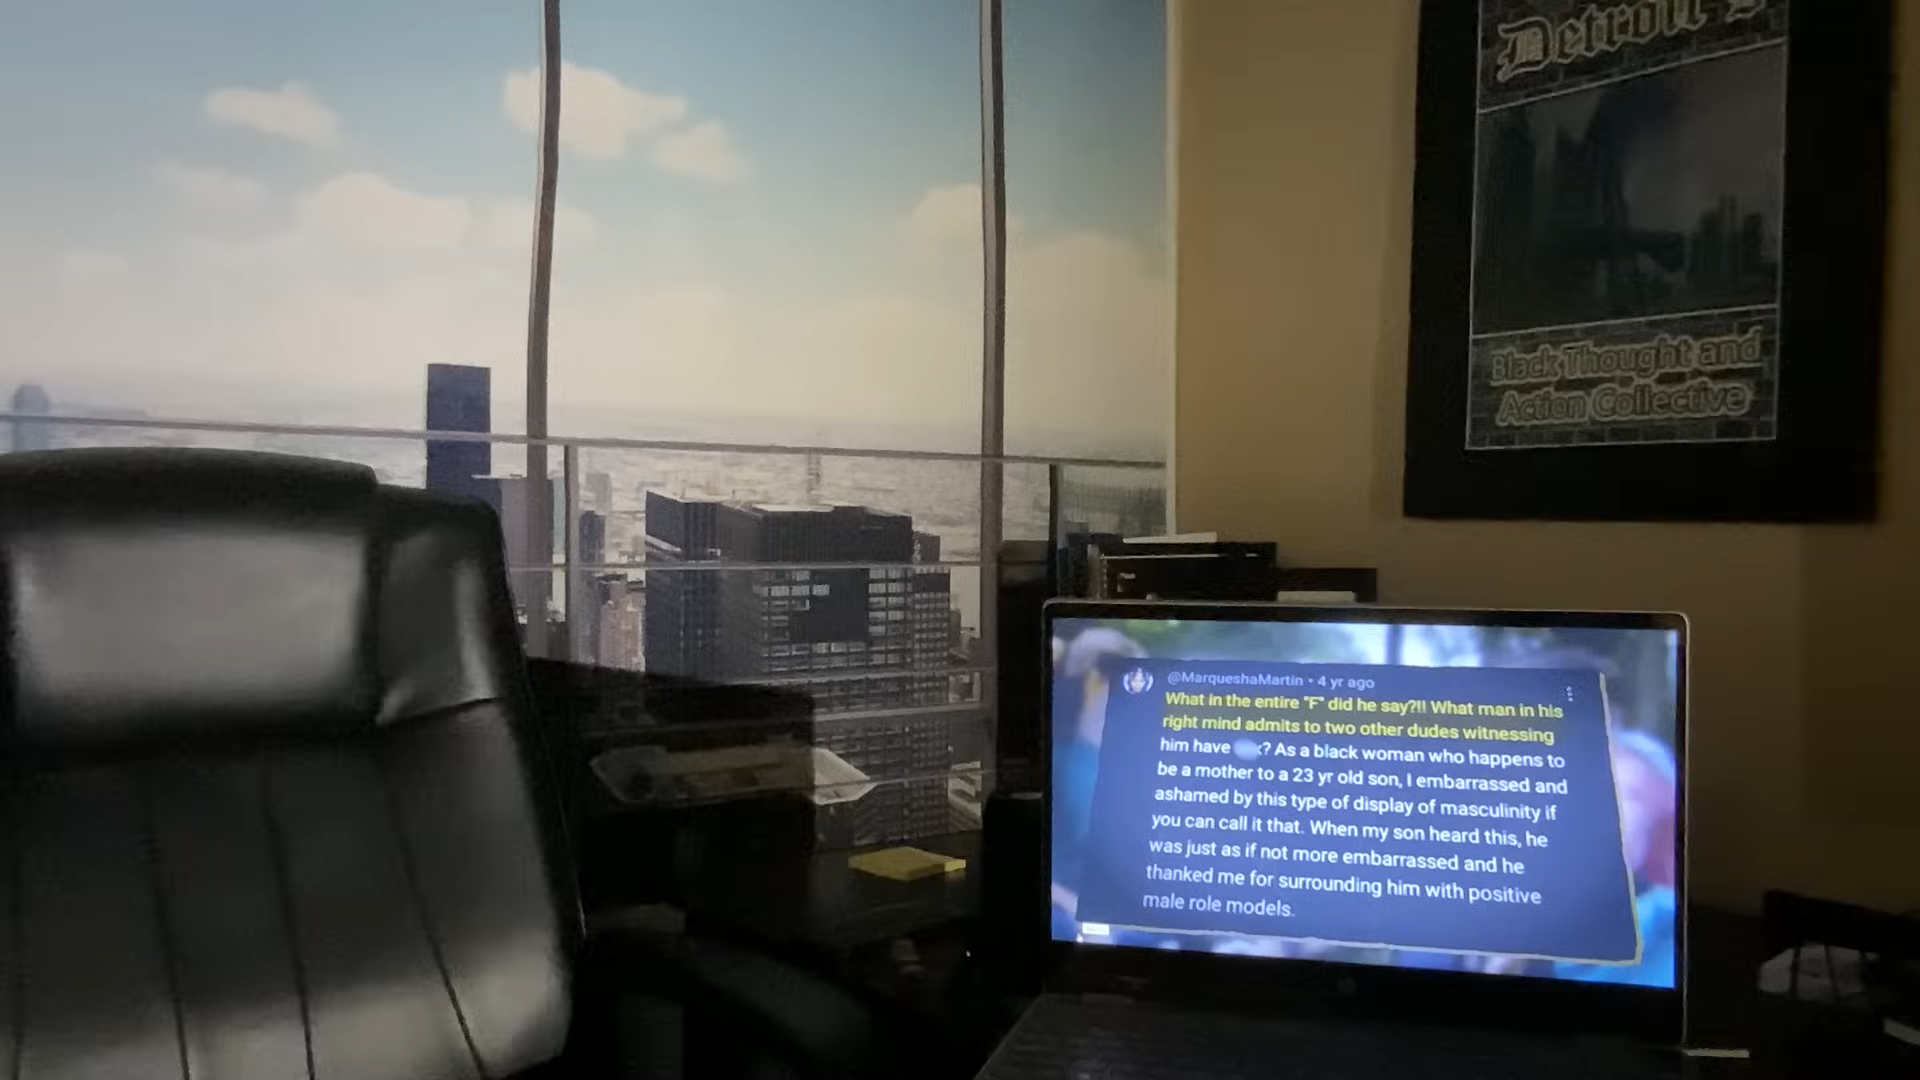 Detroit
Black Thought and
Action Collective
@MarqueshaMartin • 4 yr ago
What in the entire "F" did he say?!! What man in his
right mind admits to two other dudes witnessing
him have k? As a black woman who happens to
be a mother to a 23 yr old son, I embarrassed and
ashamed by this type of display of masculinity if
you can call it that. When my son heard this, he
was just as if not more embarrassed and he
thanked me for surrounding him with positive
male role models.